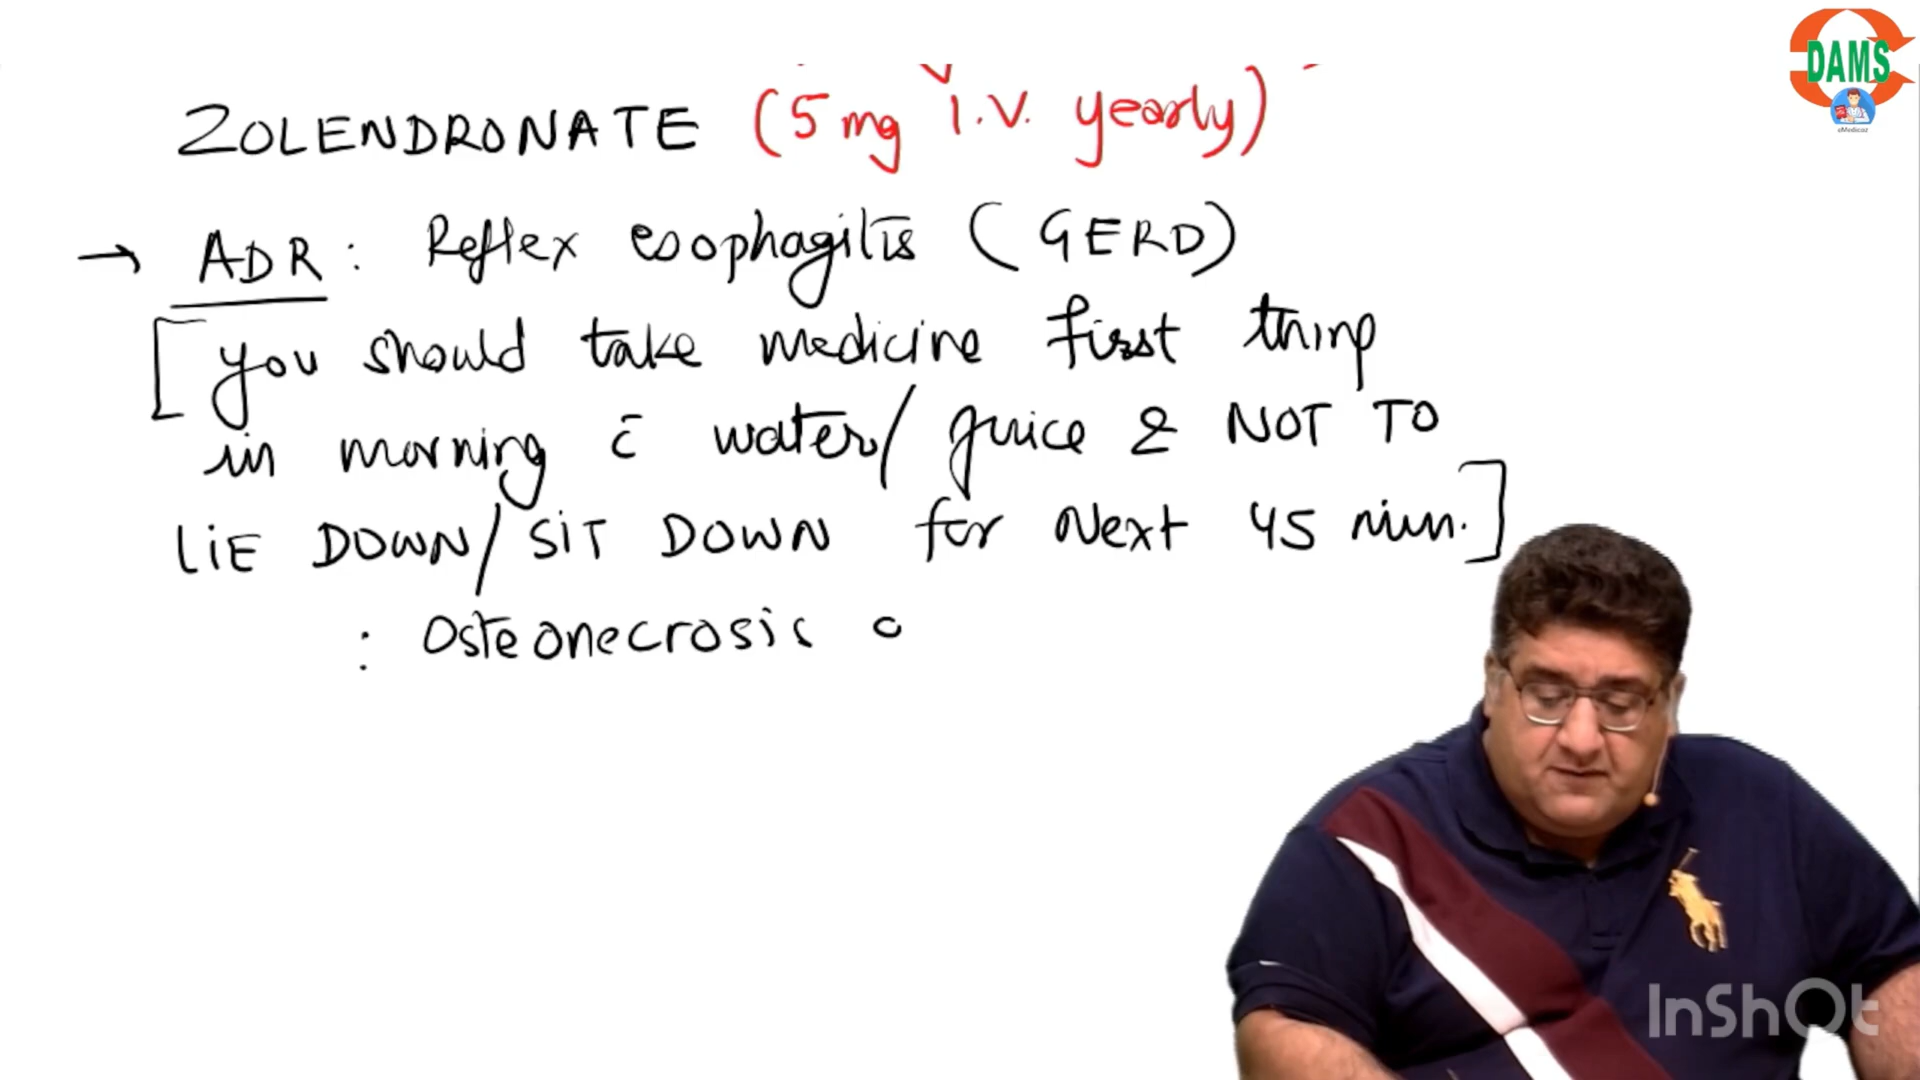 DAMS
eMedicoz
ZOLENDRONATE (5 mg I.V. yearly)
→ ADR : Reflex esophagitis (GERD)
[you should take medicine first thing
in morning c̄ water/ juice & NOT TO
LIE DOWN/ SIT DOWN for Next 45 min.]
: Osteonecrosis o
InShOt